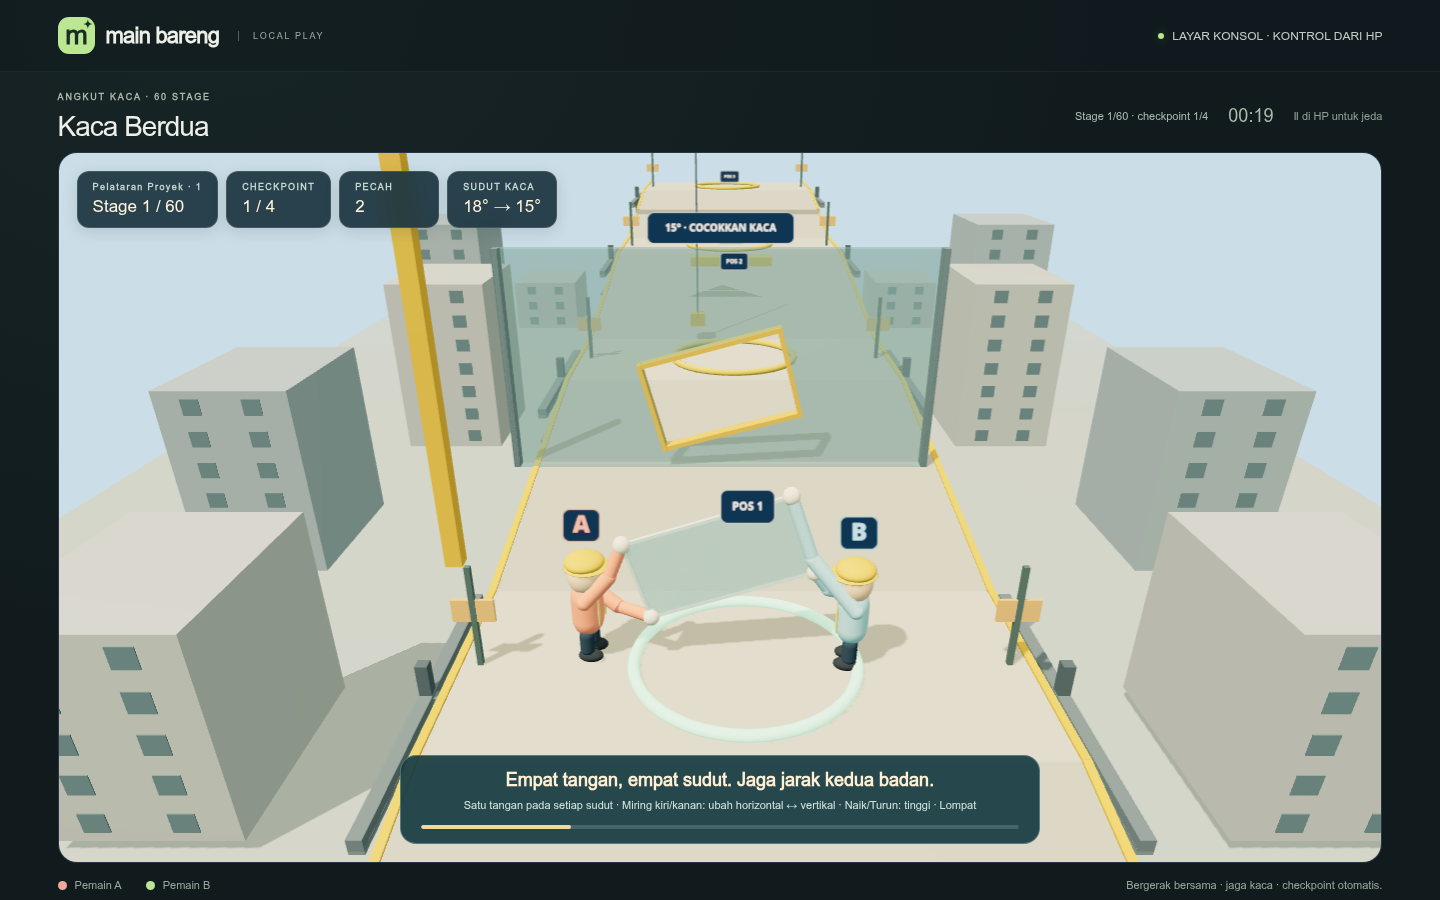 m main bareng
LOCAL PLAY
LAYAR KONSOL · KONTROL DARI HP
ANGKUT KACA · 60 STAGE
Kaca Berdua
Stage 1/60 · checkpoint 1/4
00:19
II di HP untuk jeda
Pelataran Proyek · 1
Stage 1 / 60
CHECKPOINT
1 / 4
PECAH
2
SUDUT KACA
18° → 15°
POS 3
15° · COCOKKAN KACA
POS 2
POS 1
A
B
Empat tangan, empat sudut. Jaga jarak kedua badan.
Satu tangan pada setiap sudut · Miring kiri/kanan: ubah horizontal ↔ vertikal · Naik/Turun: tinggi · Lompat
Pemain A
Pemain B
Bergerak bersama · jaga kaca · checkpoint otomatis.